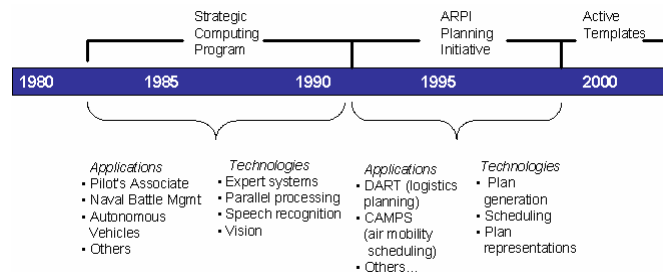 Strategic
Computing
Program
ARPI
Planning
Initiative
Active
Templates
1980 1985 1990 1995 2000
Applications
• Pilot's Associate
• Naval Battle Mgmt
• Autonomous
Vehicles
• Others
Technologies
• Expert systems
• Parallel processing
• Speech recognition
• Vision
Applications
• DART (logistics
planning)
• CAMPS
(air mobility
scheduling)
• Others...
Technologies
• Plan
generation
• Scheduling
• Plan
representations